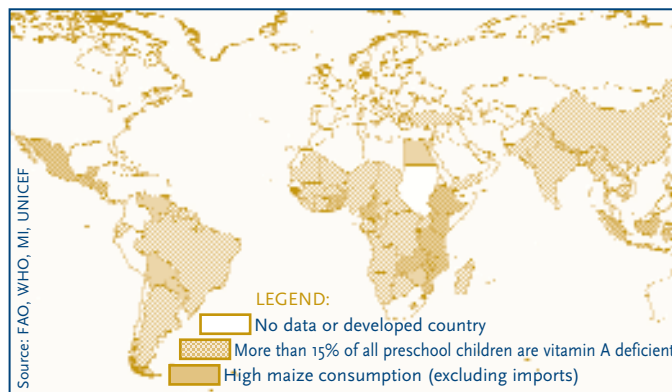 Source: FAO, WHO, MI, UNICEF
LEGEND:
No data or developed country
More than 15% of all preschool children are vitamin A deficient
High maize consumption (excluding imports)